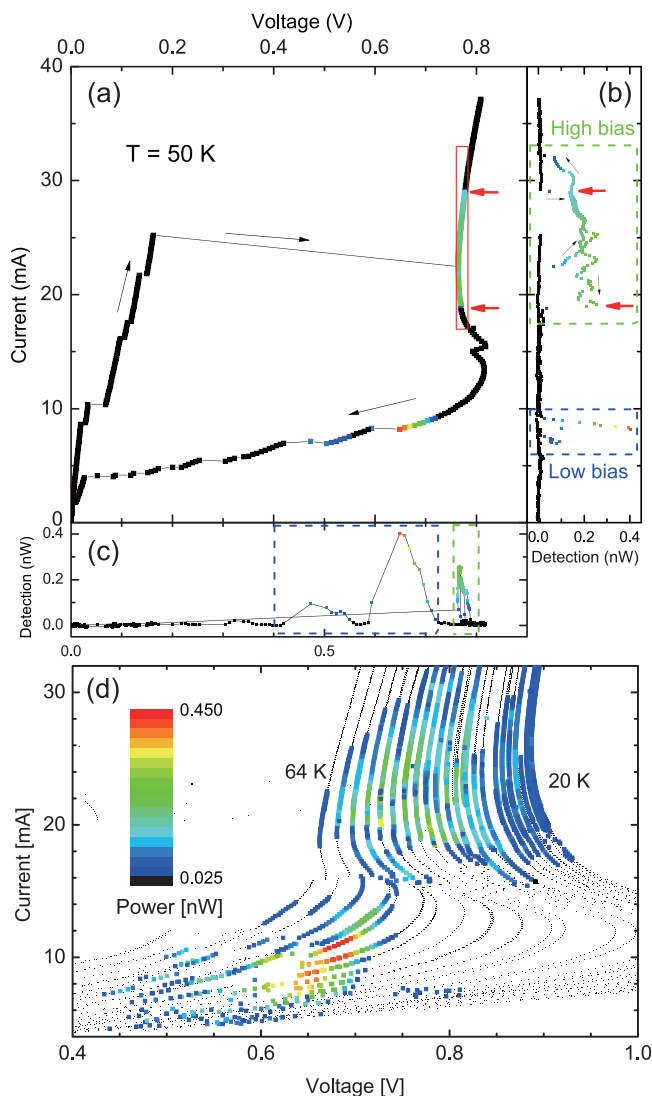 Voltage (V)
0.0 0.2 0.4 0.6 0.8
40
(a)
(b)
High bias
T = 50 K
30
Current (mA)
20
10
Low bias
0
0.0 0.2 0.4
Detection (nW)
0.4
(c)
0.2
Detection (nW)
0.0
0.0 0.5
(d)
30
0.450
64 K
20 K
20
Current [mA]
0.025
Power [nW]
10
0.4 0.6 0.8 1.0
Voltage [V]